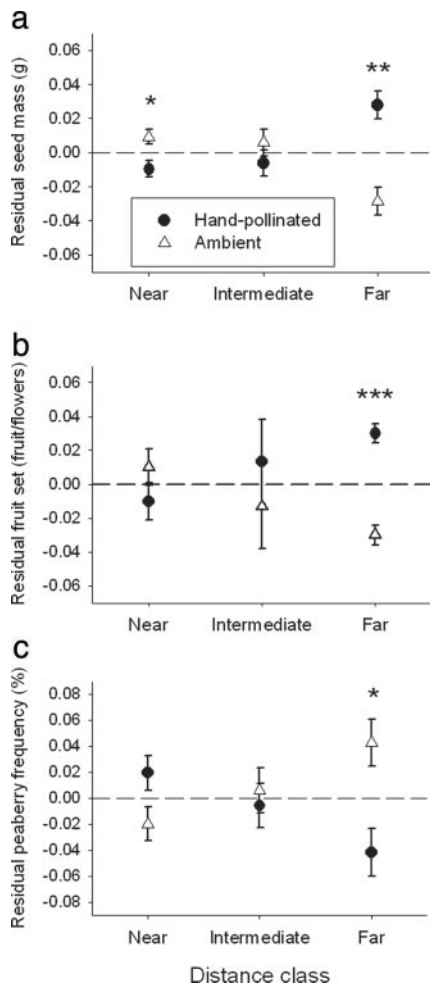 a
Residual seed mass (g)
0.06
0.04
0.02
0.00
-0.02
-0.04
-0.06
*
**
Hand-pollinated
Ambient
Near Intermediate Far
b
Residual fruit set (fruit/flowers)
0.06
0.04
0.02
0.00
-0.02
-0.04
-0.06
***
Near Intermediate Far
c
Residual peaberry frequency (%)
0.08
0.06
0.04
0.02
0.00
-0.02
-0.04
-0.06
-0.08
*
Near Intermediate Far
Distance class